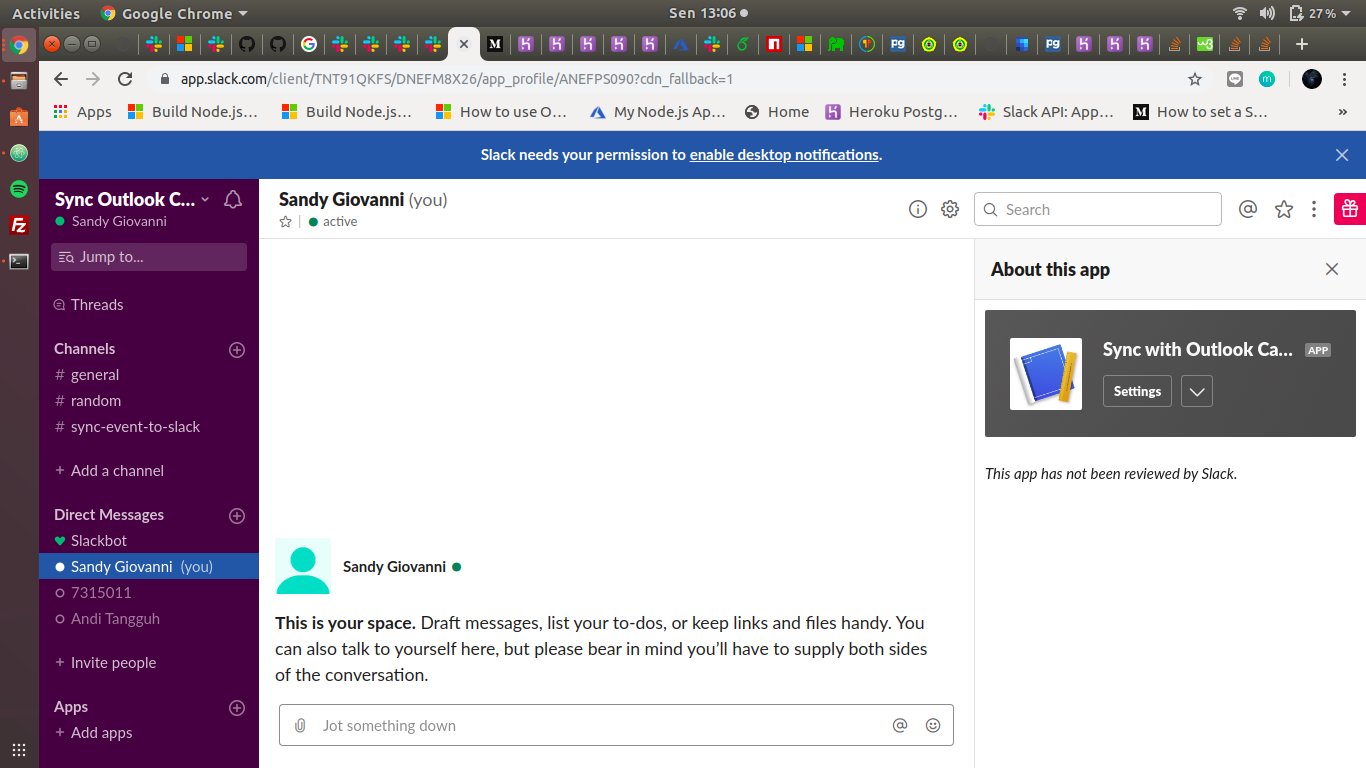 Activities
Google Chrome
Sen 13:06
27 %
app.slack.com/client/TNT91QKFS/DNEFM8X26/app_profile/ANEFPS090?cdn_fallback=1
Apps
Build Node.js…
Build Node.js…
How to use O…
My Node.js Ap…
Home
Heroku Postg…
Slack API: App…
How to set a S…
»
Slack needs your permission to enable desktop notifications.
Sync Outlook C...
Sandy Giovanni
Jump to...
Threads
Channels
# general
# random
# sync-event-to-slack
+ Add a channel
Direct Messages
Slackbot
Sandy Giovanni (you)
7315011
Andi Tangguh
+ Invite people
Apps
+ Add apps
Sandy Giovanni (you)
active
Search
Sandy Giovanni
This is your space. Draft messages, list your to-dos, or keep links and files handy. You
can also talk to yourself here, but please bear in mind you’ll have to supply both sides
of the conversation.
Jot something down
About this app
Sync with Outlook Ca... APP
Settings
This app has not been reviewed by Slack.